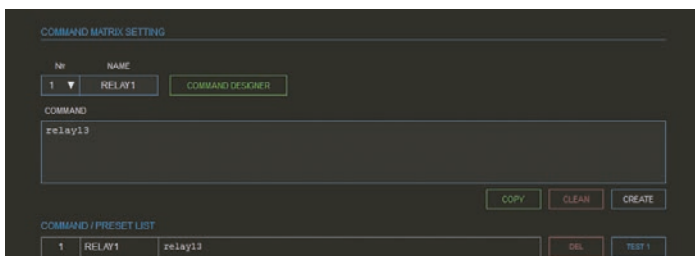 COMMAND MATRIX SETTING
Nr NAME
1 ▼ RELAY1 COMMAND DESIGNER
COMMAND
relay13
COPY CLEAN CREATE
COMMAND / PRESET LIST
1 RELAY1 relay13 DEL TEST 1